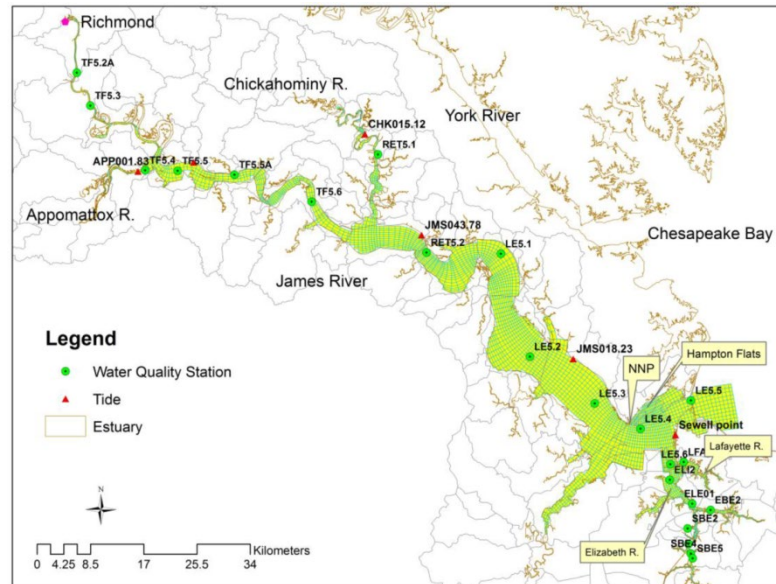 Richmond
TF5.2A
Chickahominy R.
TF5.3
York River
CHK015.12
RET5.1
APP001.83
TF5.4
TF5.5
TF5.5A
TF5.6
Appomattox R.
JMS043.78
Chesapeake Bay
RET5.2
LE5.1
James River
Legend
Water Quality Station
Tide
Estuary
LE5.2
JMS018.23
NNP
Hampton Flats
LE5.3
LE5.5
LE5.4
Sewell point
Lafayette R.
LE5.6
LFA
ELI2
ELE01
EBE2
SBE2
Elizabeth R.
SBE4
SBE5
N
Kilometers
0 4.25 8.5 17 25.5 34